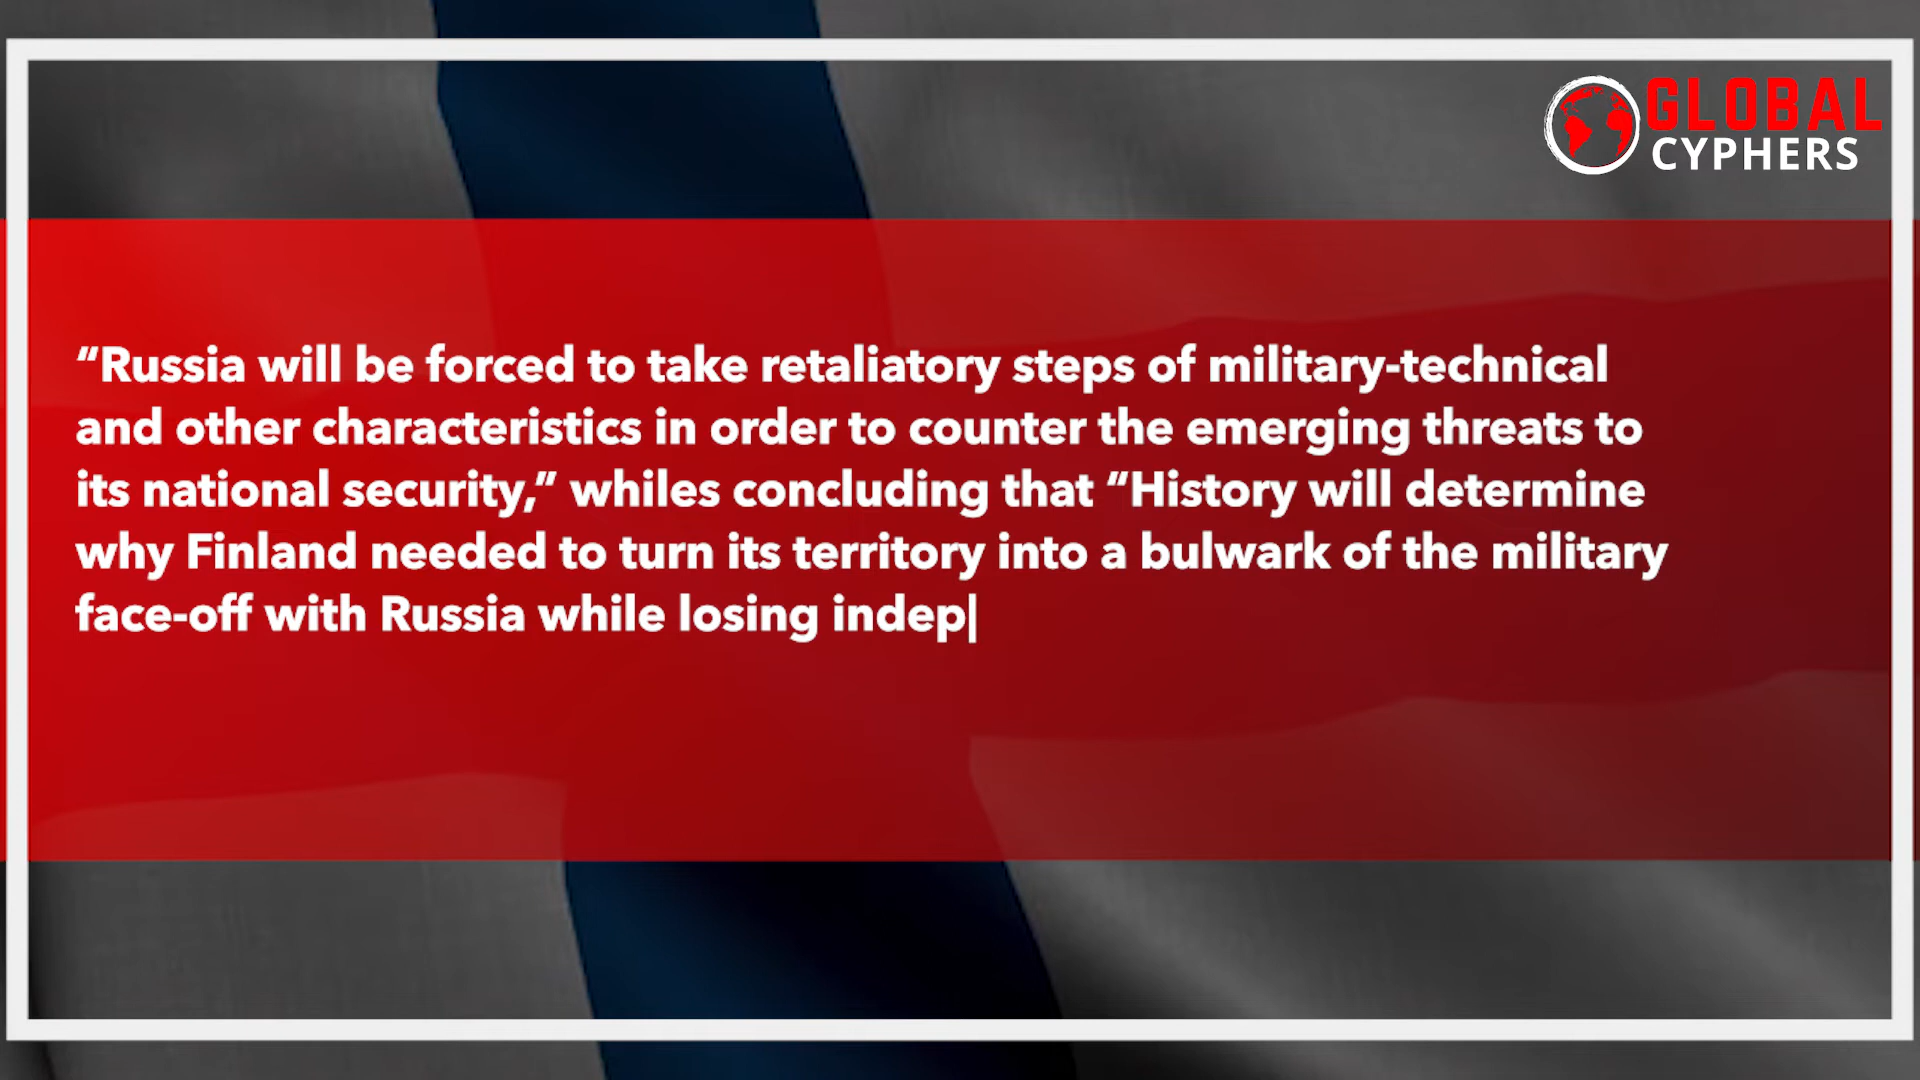 GLOBAL
CYPHERS
“Russia will be forced to take retaliatory steps of military-technical
and other characteristics in order to counter the emerging threats to
its national security,” whiles concluding that “History will determine
why Finland needed to turn its territory into a bulwark of the military
face-off with Russia while losing indep|